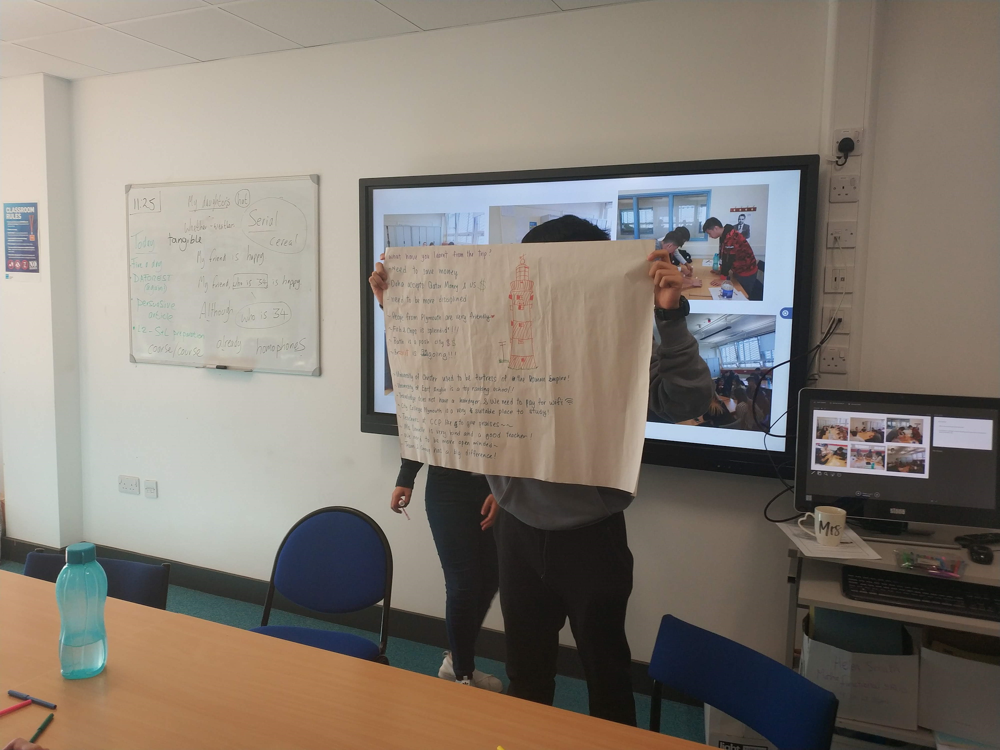 CLASSROOM
RULES
NO
11:25
My daughter's hat
Serial
cereal
Whether - weather.
tangible
Today
My friend is happy.
· Five a day
· DAFOREST
(again!)
My friend, who is 34 is happy.
· persuasive
article
Although who is 34
· L2 - S+L preparation
coarse/course already homophones
what have you learnt from the trip?
- Need to save money
- Doha accepts Qatar Money & US $
- need to be more disciplined
~ People from Plymouth are very friendly
~ Fish & Chips is splendid !!!
~ Bath is a posh city $$
~ Brexit is going!!!
~ University of Chester used to be fortress of the Roman Empire!
~ University of East Anglia is a top ranking school!
~ Travelodge does not have a hairdryer & We need to pay for wifi
~ City College Plymouth is a very suitable place to study!
~ Teachers at CCP like to give praises~~
~ Ms Danielle is very kind and a good teacher!
- We need to be more open minded~
- Team & Group has a big difference!
Mrs
Helen Smith
light